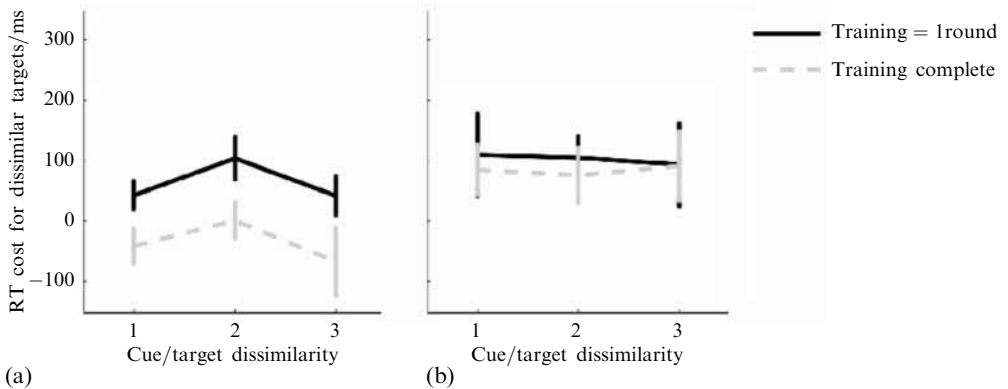 RT cost for dissimilar targets/ms
300
200
100
0
−100
1 2 3
Cue/target dissimilarity
(a)
1 2 3
Cue/target dissimilarity
(b)
Training = 1round
Training complete